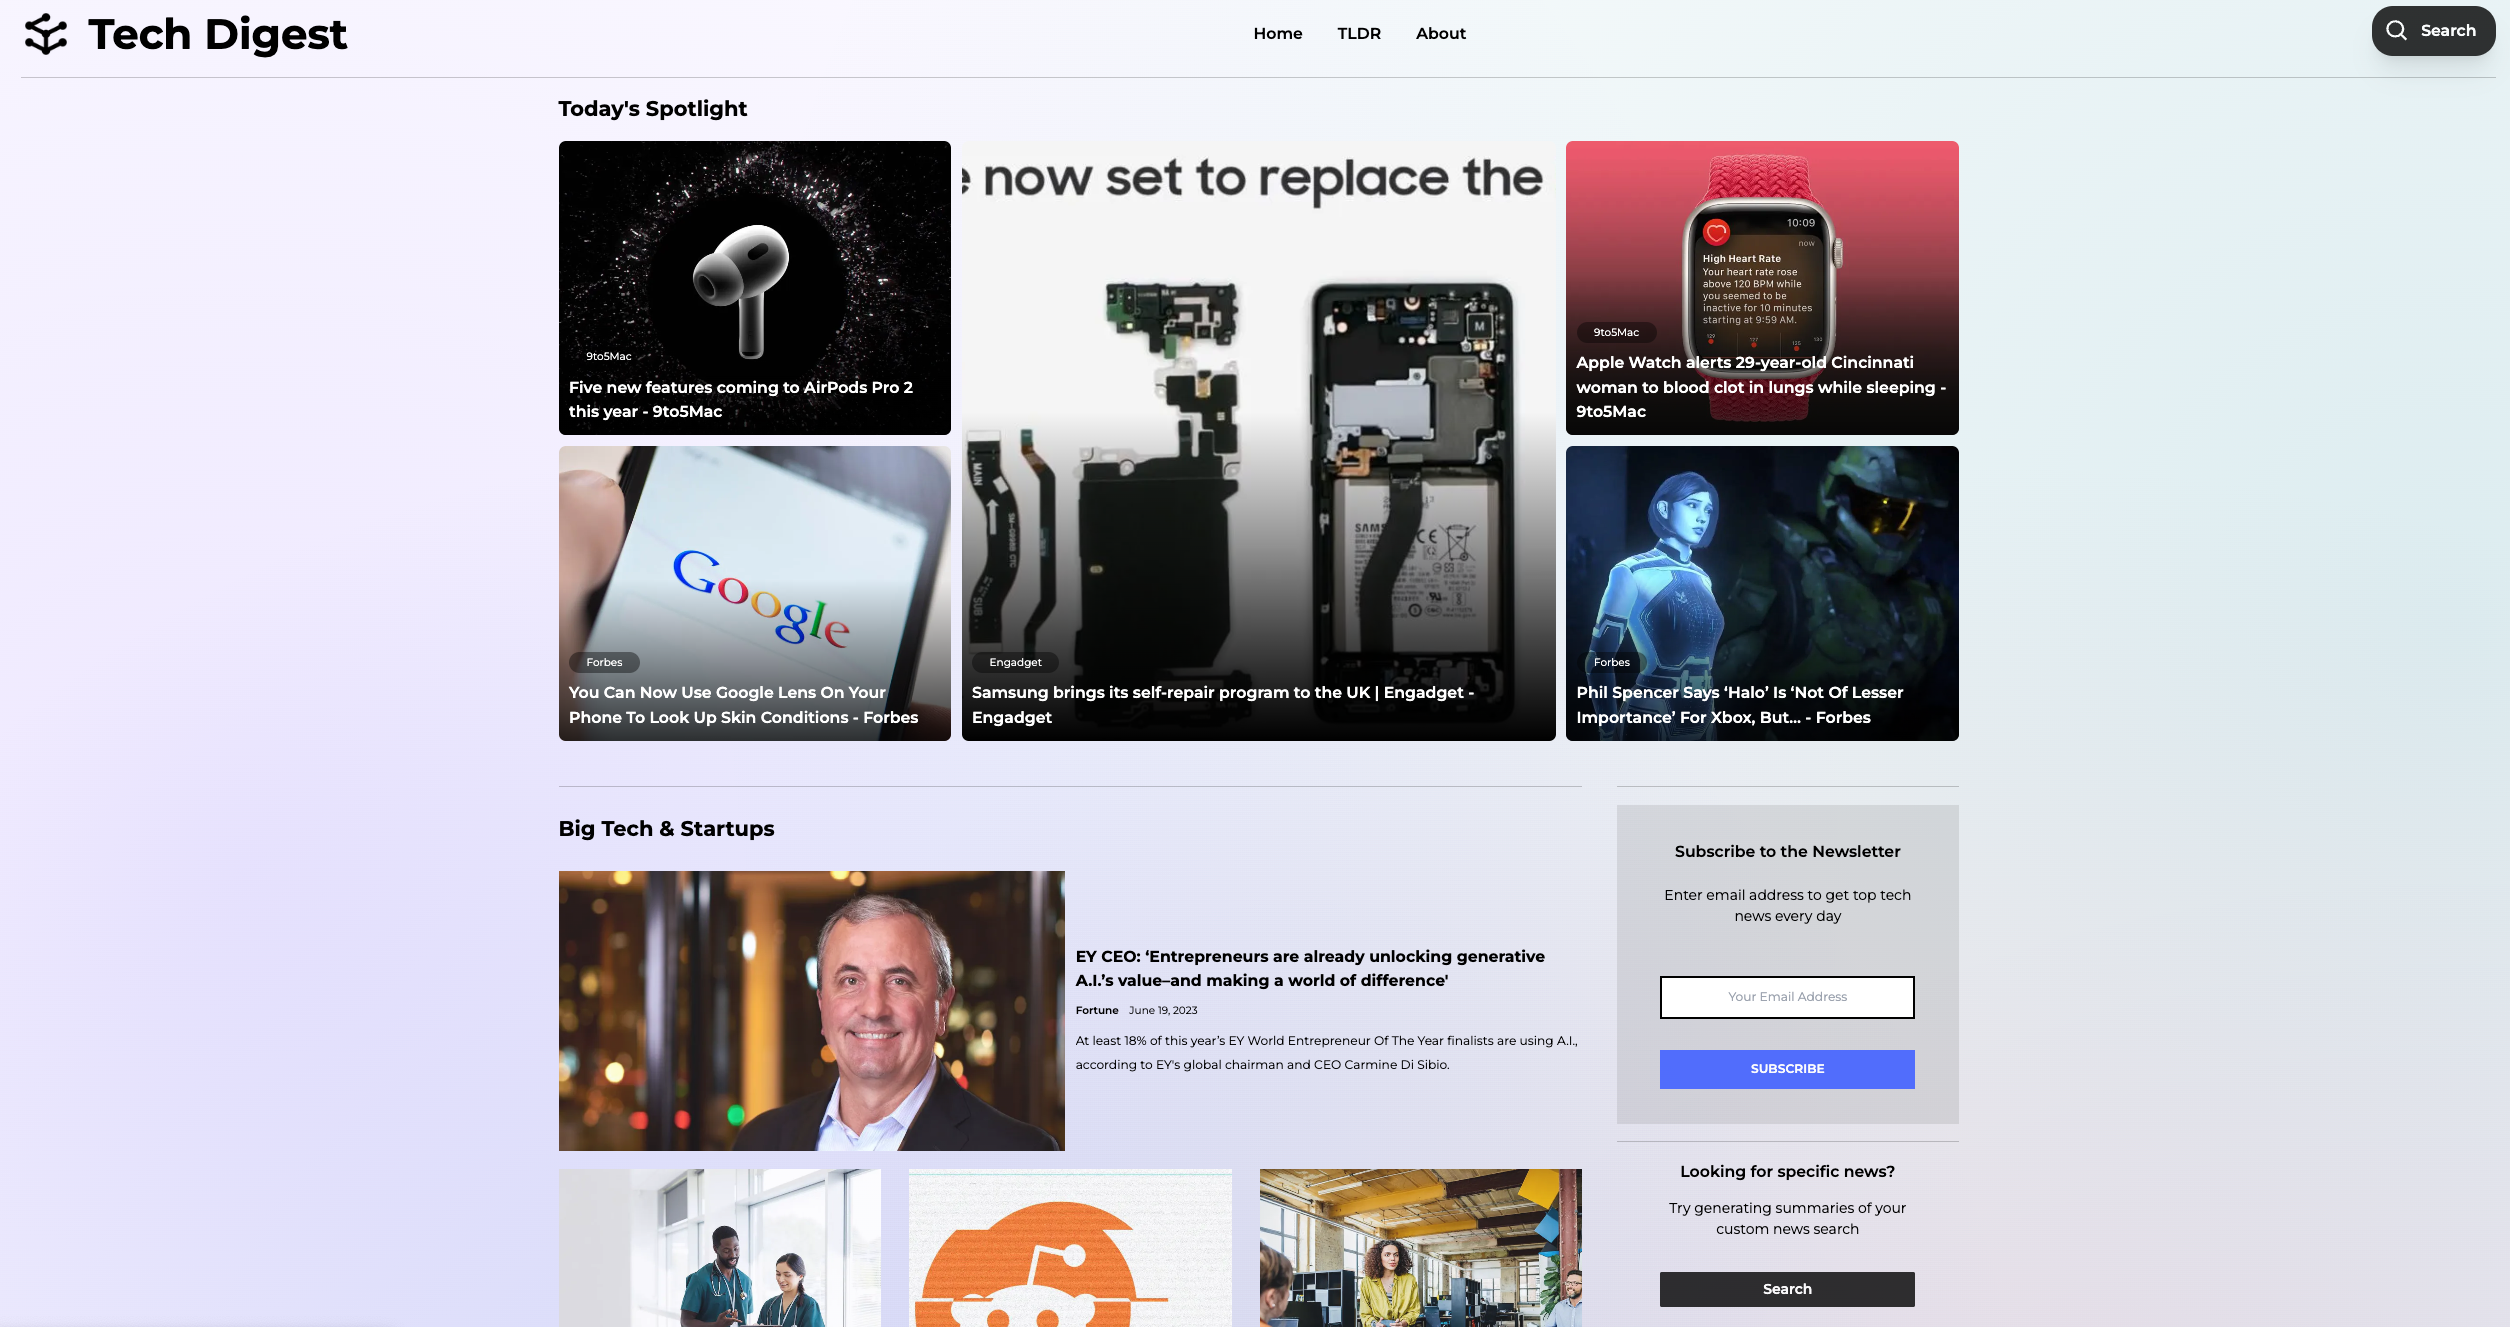 Tech Digest
Home
TLDR
About
Search
Today's Spotlight
9to5Mac
Five new features coming to AirPods Pro 2
this year - 9to5Mac
now set to replace the
MAIN
SUB
M
Engadget
Samsung brings its self-repair program to the UK | Engadget -
Engadget
10:09
now
High Heart Rate
Your heart rate rose
above 120 BPM while
you seemed to be
inactive for 10 minutes
starting at 9:59 AM.
9to5Mac
Apple Watch alerts 29-year-old Cincinnati
woman to blood clot in lungs while sleeping -
9to5Mac
Google
Forbes
You Can Now Use Google Lens On Your
Phone To Look Up Skin Conditions - Forbes
Forbes
Phil Spencer Says ‘Halo’ Is ‘Not Of Lesser
Importance’ For Xbox, But... - Forbes
Big Tech & Startups
EY CEO: ‘Entrepreneurs are already unlocking generative
A.I.’s value–and making a world of difference'
Fortune June 19, 2023
At least 18% of this year’s EY World Entrepreneur Of The Year finalists are using A.I.,
according to EY's global chairman and CEO Carmine Di Sibio.
Subscribe to the Newsletter
Enter email address to get top tech
news every day
Your Email Address
SUBSCRIBE
Looking for specific news?
Try generating summaries of your
custom news search
Search